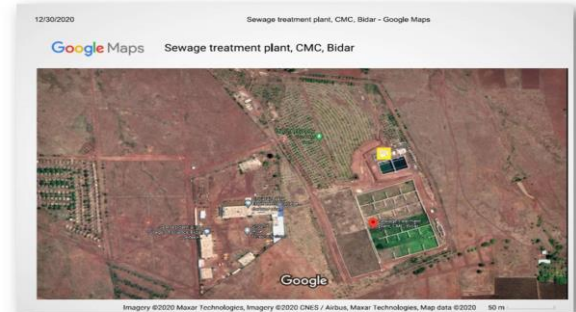 12/30/2020 Sewage treatment plant, CMC, Bidar - Google Maps
Google Maps Sewage treatment plant, CMC, Bidar
Google
Imagery ©2020 Maxar Technologies, Imagery ©2020 CNES / Airbus, Maxar Technologies, Map data ©2020 50 m